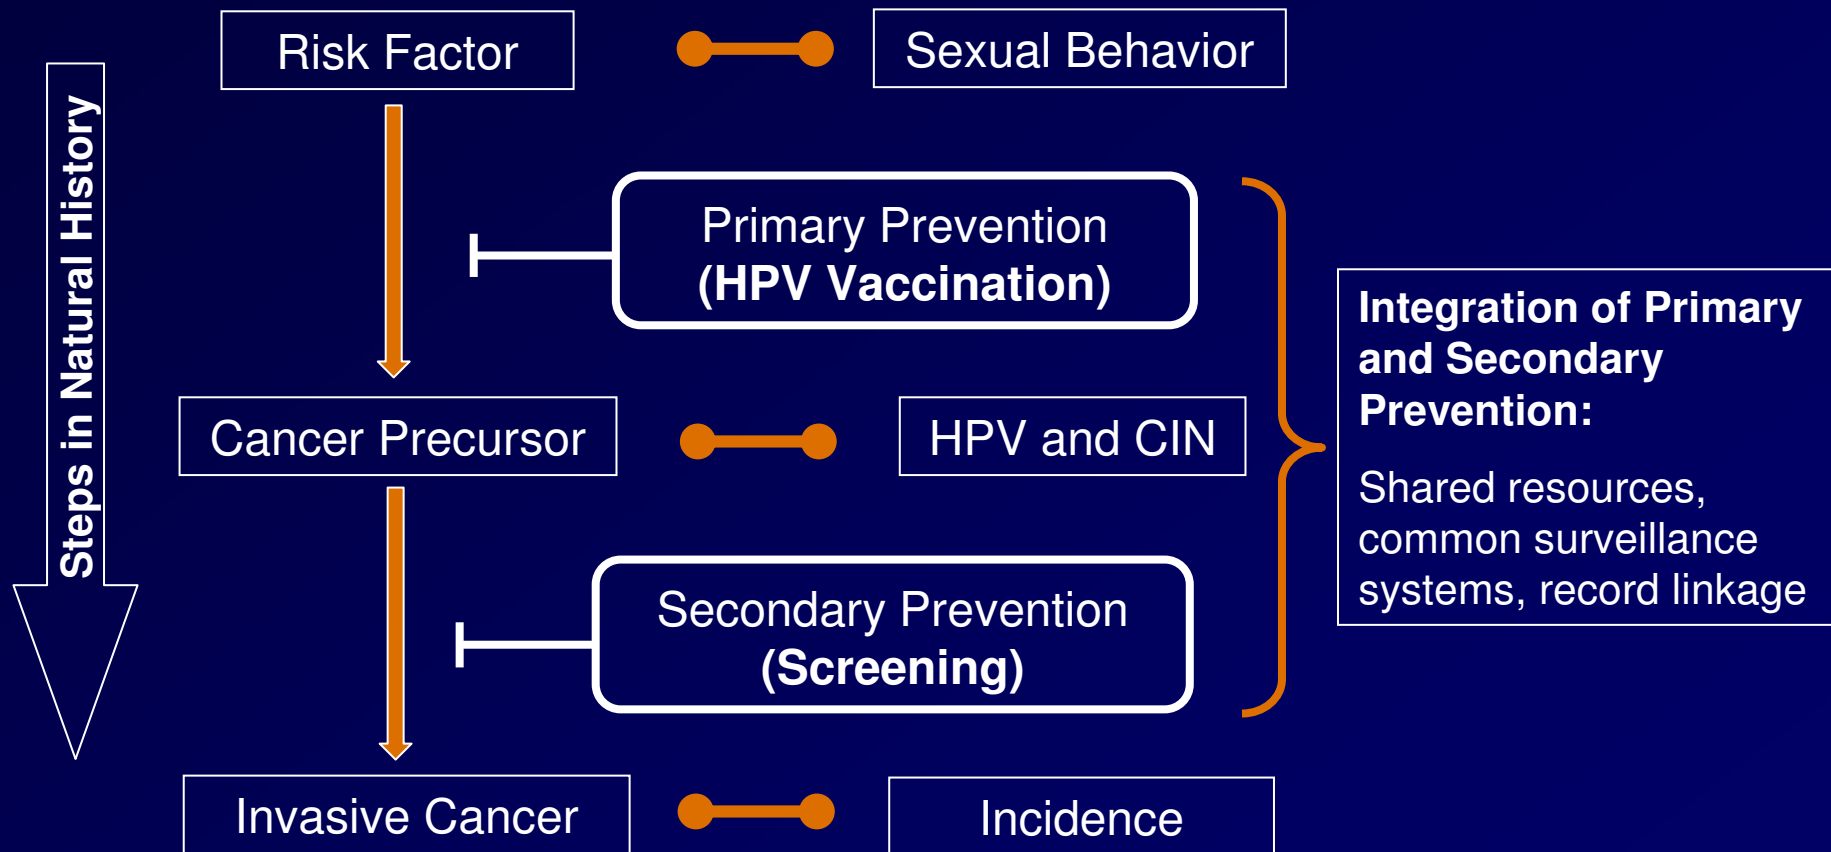 Steps in Natural History
Risk Factor
Sexual Behavior
Primary Prevention
(HPV Vaccination)
Cancer Precursor
HPV and CIN
Secondary Prevention
(Screening)
Invasive Cancer
Incidence
Integration of Primary
and Secondary
Prevention:
Shared resources,
common surveillance
systems, record linkage